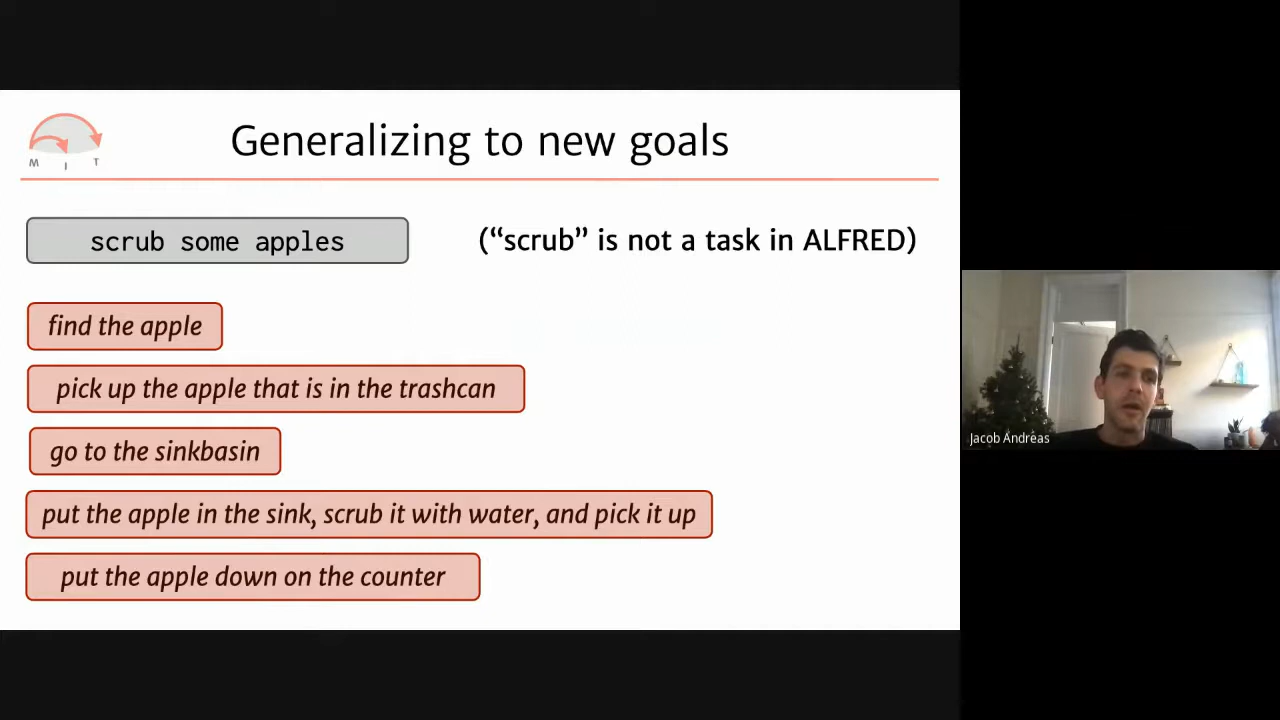 Generalizing to new goals
M I T
scrub some apples
(“scrub” is not a task in ALFRED)
find the apple
pick up the apple that is in the trashcan
go to the sinkbasin
put the apple in the sink, scrub it with water, and pick it up
put the apple down on the counter
Jacob Andreas